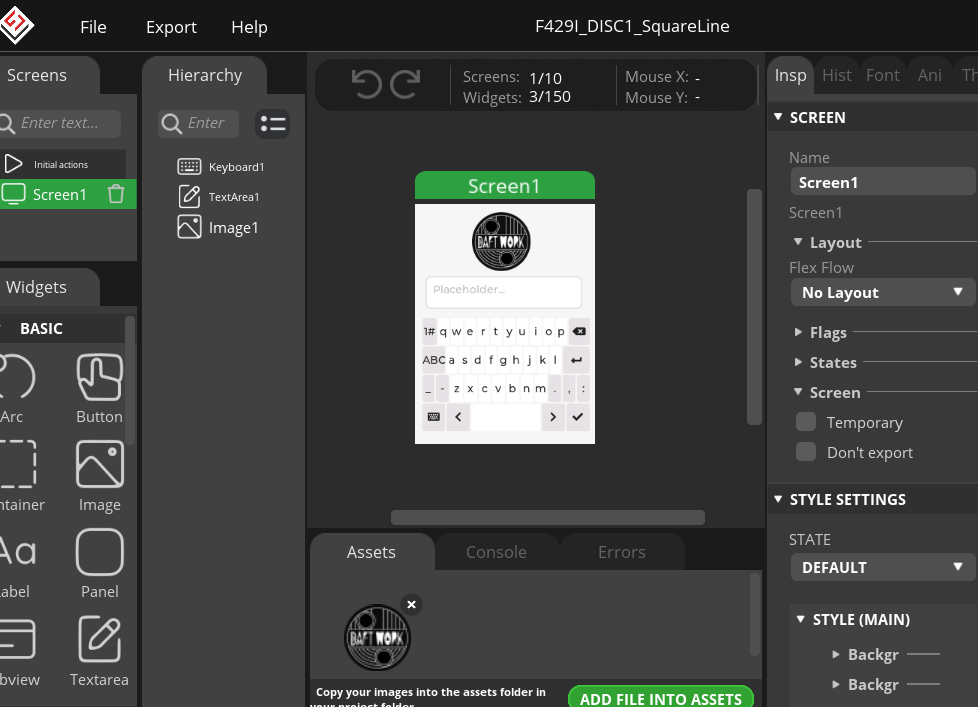 File Export Help F429I_DISC1_SquareLine
Screens
Enter text...
Initial actions
Screen1
Widgets
BASIC
Arc Button
ntainer Image
Aa
abel Panel
bview Textarea
Hierarchy
Enter
Keyboard1
TextArea1
Image1
Screens: 1/10
Widgets: 3/150
Mouse X: -
Mouse Y: -
Screen1
DAFT WORK
Placeholder...
1# q w e r t y u i o p
ABC a s d f g h j k l
_ - z x c v b n m . , :
Assets Console Errors
DAFT WORK
Copy your images into the assets folder in
your project folder
ADD FILE INTO ASSETS
Insp Hist Font Ani Th
SCREEN
Name
Screen1
Screen1
Layout
Flex Flow
No Layout
Flags
States
Screen
Temporary
Don't export
STYLE SETTINGS
STATE
DEFAULT
STYLE (MAIN)
Backgr
Backgr